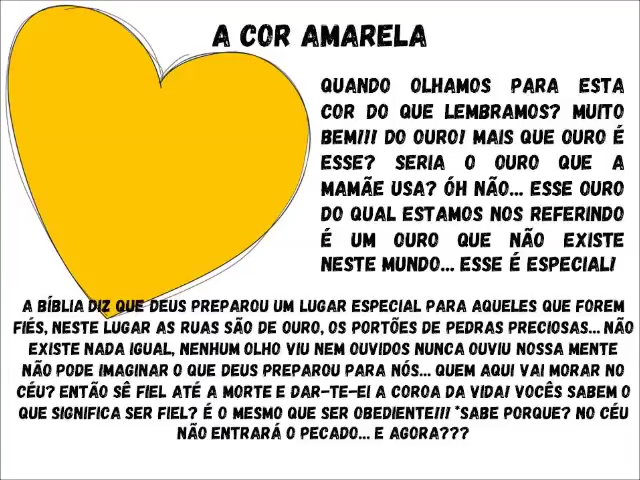 A COR AMARELA
QUANDO OLHAMOS PARA ESTA
COR DO QUE LEMBRAMOS? MUITO
BEM!!! DO OURO! MAIS QUE OURO É
ESSE? SERIA O OURO QUE A
MAMÃE USA? ÓH NÃO... ESSE OURO
DO QUAL ESTAMOS NOS REFERINDO
É UM OURO QUE NÃO EXISTE
NESTE MUNDO... ESSE É ESPECIAL!
A BÍBLIA DIZ QUE DEUS PREPAROU UM LUGAR ESPECIAL PARA AQUELES QUE FOREM
FIÉS, NESTE LUGAR AS RUAS SÃO DE OURO, OS PORTÕES DE PEDRAS PRECIOSAS... NÃO
EXISTE NADA IGUAL, NENHUM OLHO VIU NEM OUVIDOS NUNCA OUVIU NOSSA MENTE
NÃO PODE IMAGINAR O QUE DEUS PREPAROU PARA NÓS... QUEM AQUI VAI MORAR NO
CÉU? ENTÃO SÊ FIEL ATÉ A MORTE E DAR-TE-EI A COROA DA VIDA! VOCÊS SABEM O
QUE SIGNIFICA SER FIEL? É O MESMO QUE SER OBEDIENTE!!! *SABE PORQUE? NO CÉU
NÃO ENTRARÁ O PECADO... E AGORA???